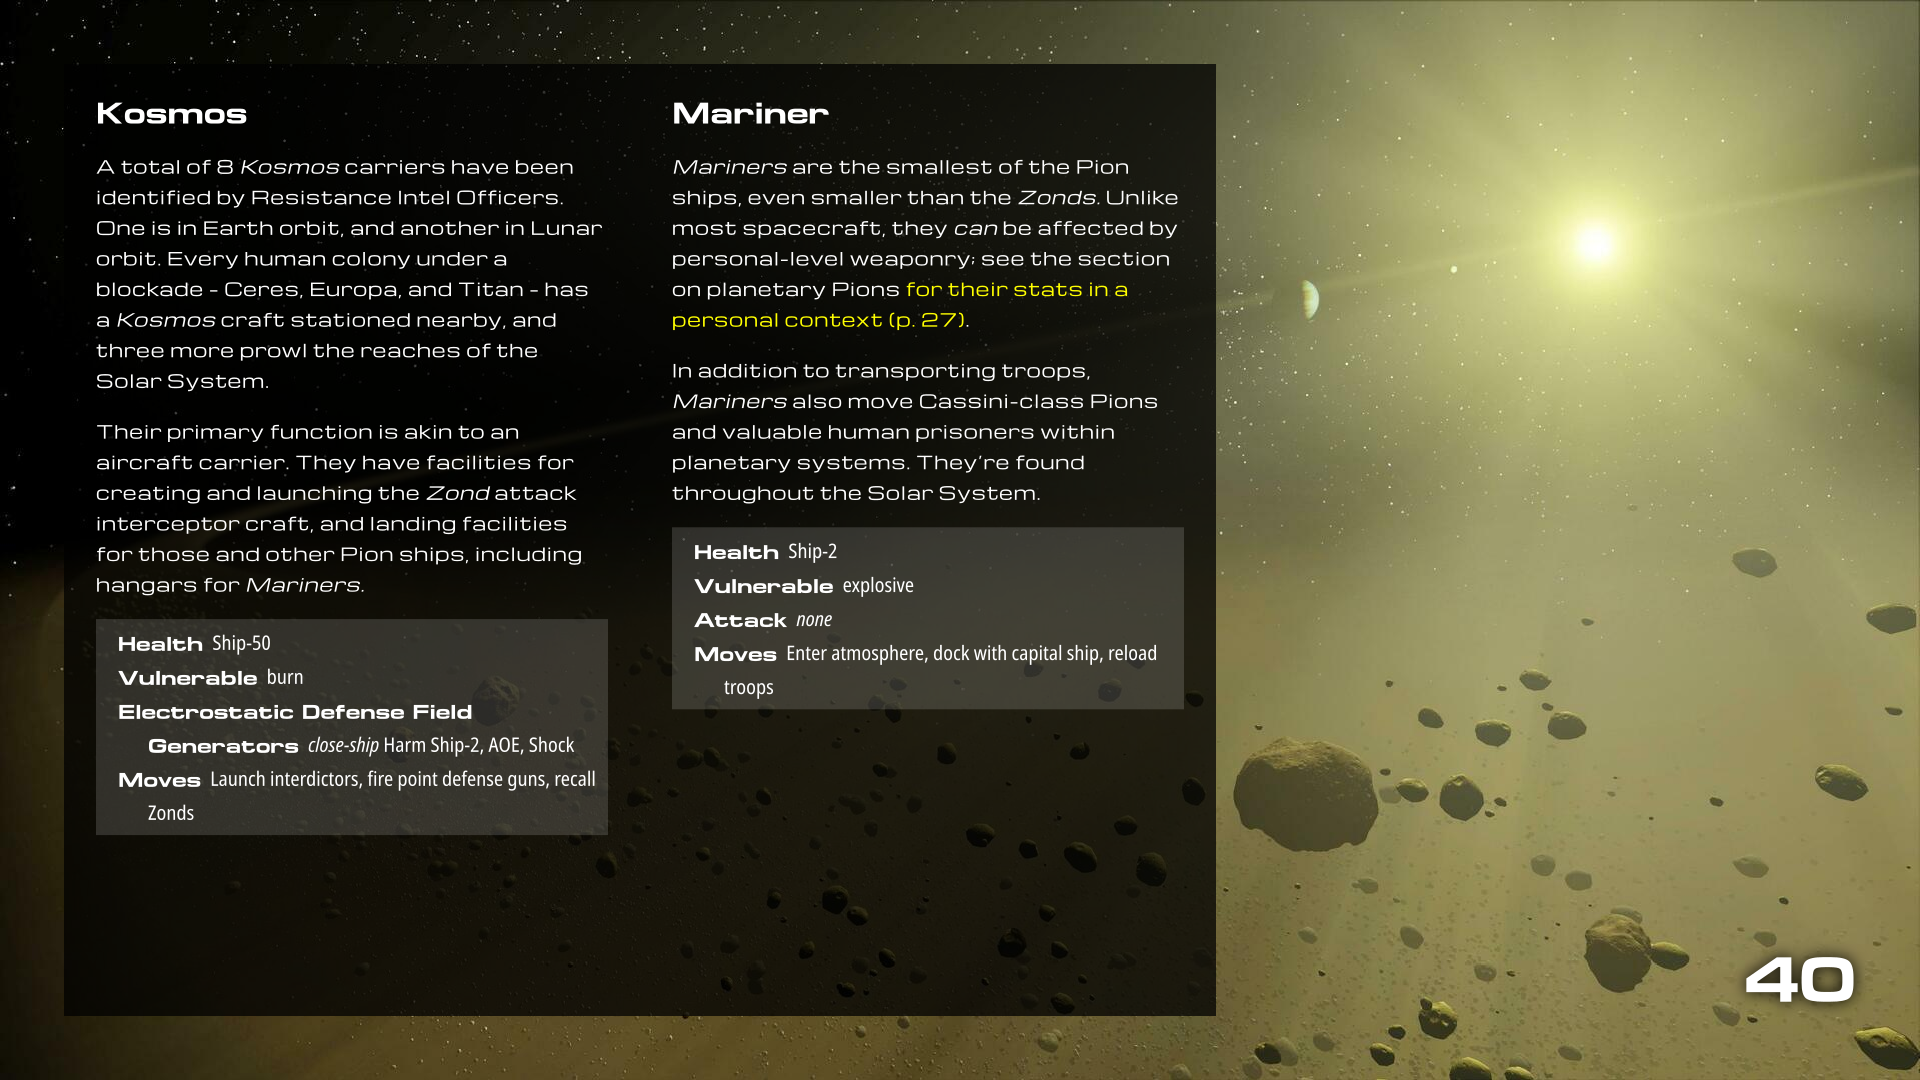 Kosmos
A total of 8 Kosmos carriers have been
identified by Resistance Intel Officers.
One is in Earth orbit, and another in Lunar
orbit. Every human colony under a
blockade - Ceres, Europa, and Titan - has
a Kosmos craft stationed nearby, and
three more prowl the reaches of the
Solar System.
Their primary function is akin to an
aircraft carrier. They have facilities for
creating and launching the Zond attack
interceptor craft, and landing facilities
for those and other Pion ships, including
hangars for Mariners.
Health Ship-50
Vulnerable burn
Electrostatic Defense Field
Generators close-ship Harm Ship-2, AOE, Shock
Moves Launch interdictors, fire point defense guns, recall
Zonds
Mariner
Mariners are the smallest of the Pion
ships, even smaller than the Zonds. Unlike
most spacecraft, they can be affected by
personal-level weaponry; see the section
on planetary Pions for their stats in a
personal context (p. 27).
In addition to transporting troops,
Mariners also move Cassini-class Pions
and valuable human prisoners within
planetary systems. They're found
throughout the Solar System.
Health Ship-2
Vulnerable explosive
Attack none
Moves Enter atmosphere, dock with capital ship, reload
troops
40